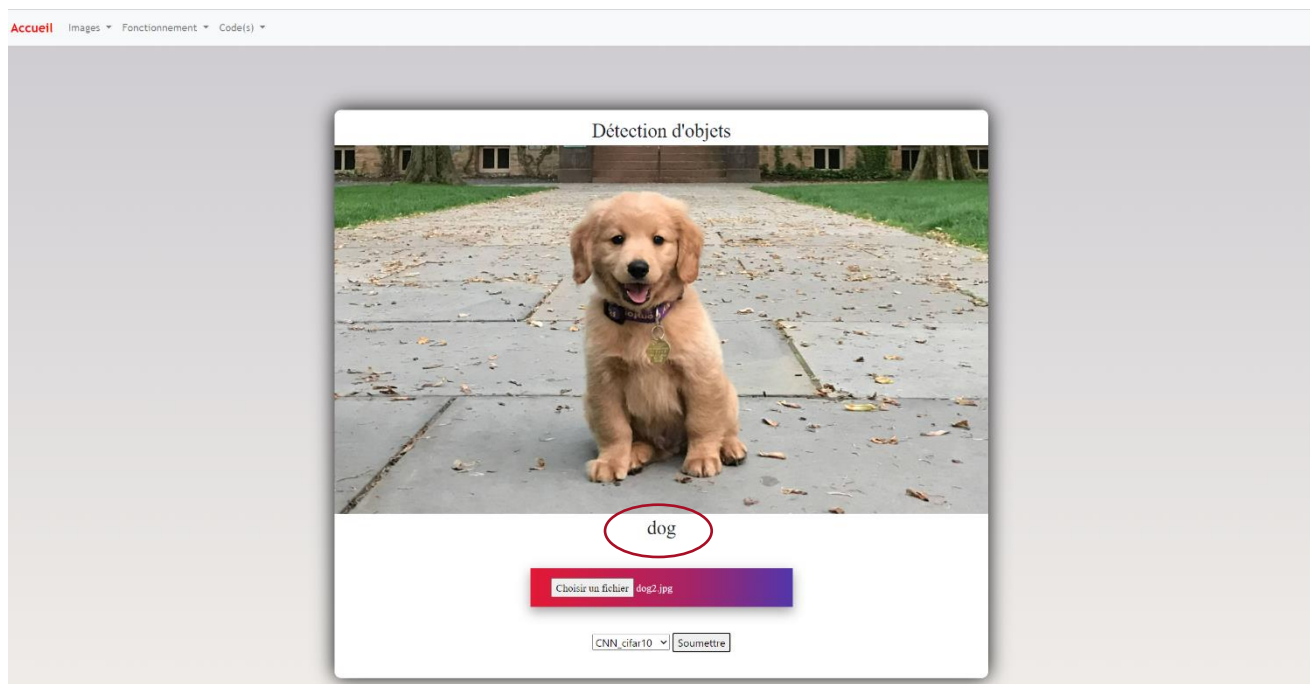 Accueil Images Fonctionnement Code(s)
Détection d'objets
dog
Choisir un fichier dog2.jpg
CNN_cifar10 Soumettre